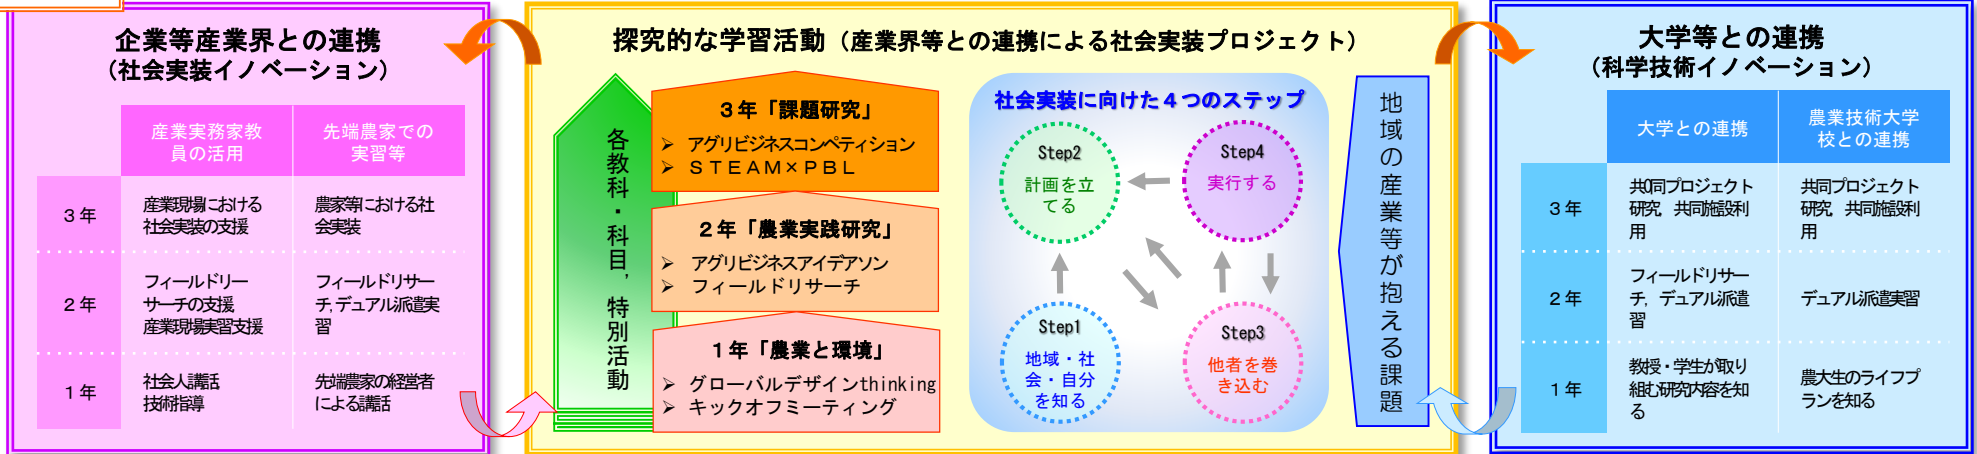 企業等産業界との連携
（社会実装イノベーション）
産業実務家教
員の活用
先端農家での
実習等
３年
産業現場における
社会実装の支援
農家等における社
会実装
２年
フィールドリー
サーチの支援
産業現場実習支援
フィールドリサー
チ,デュアル派遣実
習
１年
社会人講話
技術指導
先端農家の経営者
による講話
探究的な学習活動（産業界等との連携による社会実装プロジェクト）
各教科・科目，特別活動
３年「課題研究」
➢ アグリビジネスコンペティション
➢ ＳＴＥＡＭ×ＰＢＬ
２年「農業実践研究」
➢ アグリビジネスアイデアソン
➢ フィールドリサーチ
１年「農業と環境」
➢ グローバルデザインthinking
➢ キックオフミーティング
社会実装に向けた４つのステップ
Step2
計画を立
てる
Step4
実行する
Step1
地域・社
会・自分
を知る
Step3
他者を巻
き込む
地域の産業等が抱える課題
大学等との連携
（科学技術イノベーション）
大学との連携
農業技術大学
校との連携
３年
共0同プロジェクト
研究，共同施設利
用
共同プロジェクト
研究，共同施設利
用
２年
フィールドリサー
チ，デュアル派遣
習
デュアル派遣実習
１年
教授・学生が取り
組む研究内容を知
る
農大生のライフプ
ランを知る